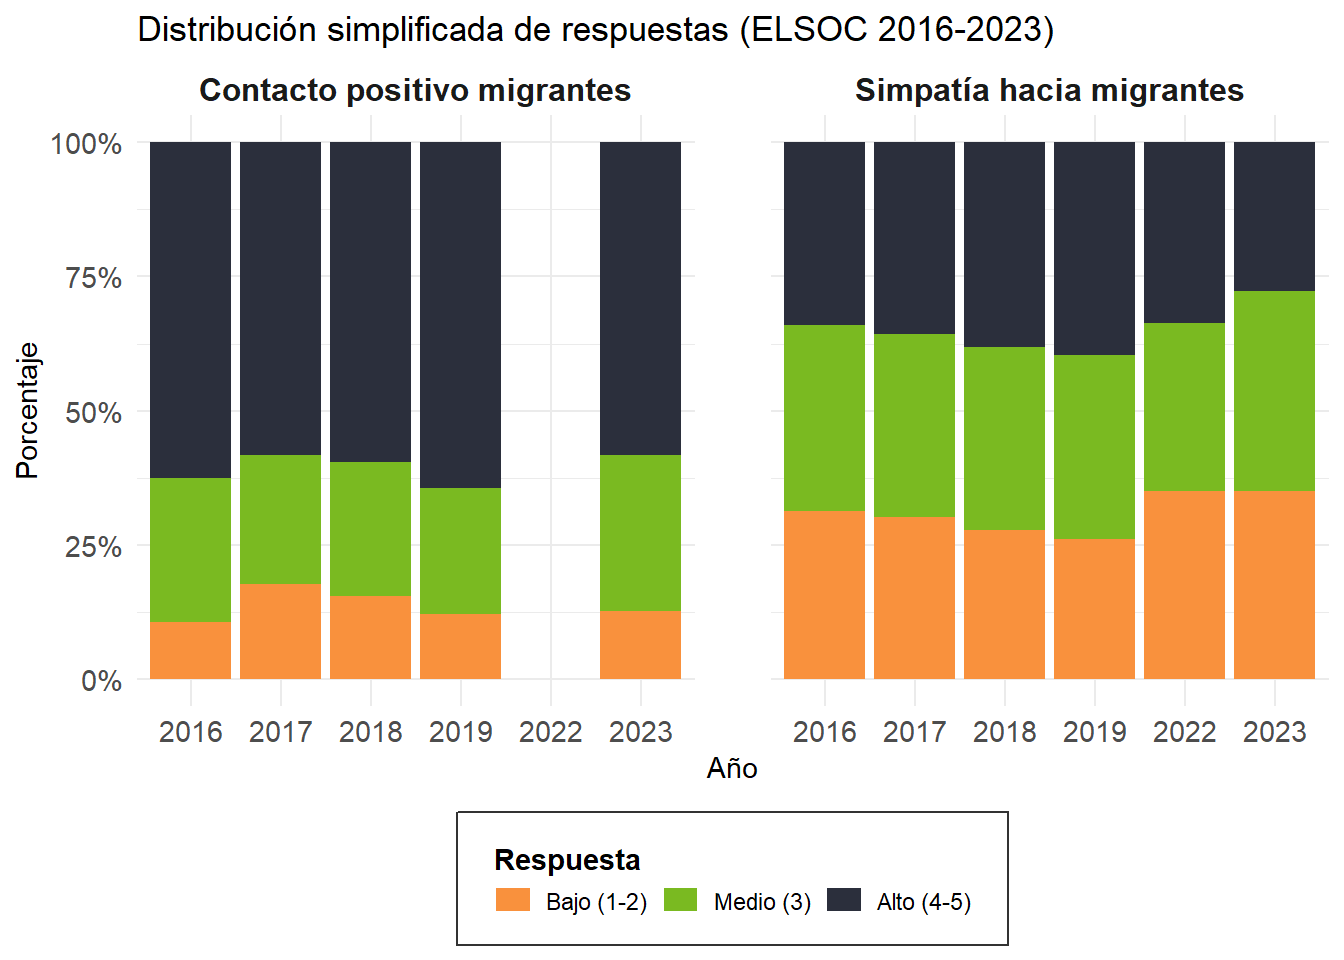 Distribución simplificada de respuestas (ELSOC 2016-2023)
Contacto positivo migrantes
Simpatía hacia migrantes
100%
75%
50%
25%
0%
Porcentaje
2016 2017 2018 2019 2022 2023
2016 2017 2018 2019 2022 2023
Año
Respuesta
Bajo (1-2) Medio (3) Alto (4-5)